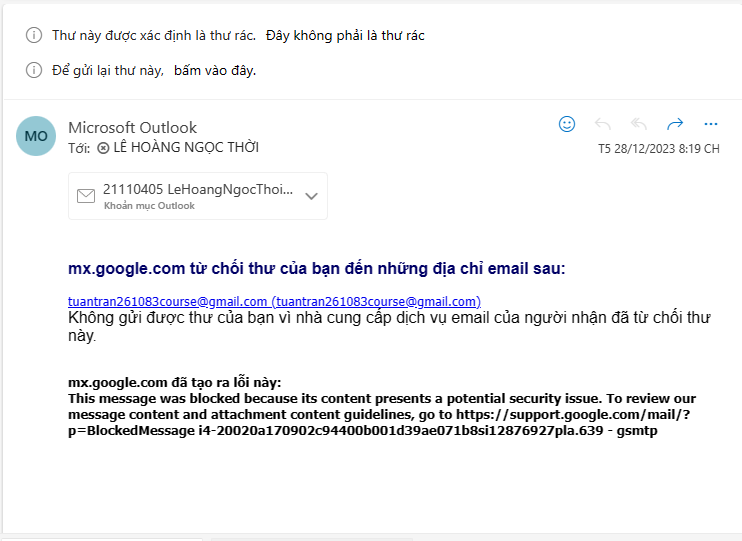 Thư này được xác định là thư rác. Đây không phải là thư rác
Để gửi lại thư này, bấm vào đây.
MO
Microsoft Outlook
Tới: LÊ HOÀNG NGỌC THỜI
T5 28/12/2023 8:19 CH
21110405 LeHoangNgocThoi...
Khoản mục Outlook
mx.google.com từ chối thư của bạn đến những địa chỉ email sau:
tuantran261083course@gmail.com (tuantran261083course@gmail.com)
Không gửi được thư của bạn vì nhà cung cấp dịch vụ email của người nhận đã từ chối thư
này.
mx.google.com đã tạo ra lỗi này:
This message was blocked because its content presents a potential security issue. To review our
message content and attachment content guidelines, go to https://support.google.com/mail/?
p=BlockedMessage i4-20020a170902c94400b001d39ae071b8si12876927pla.639 - gsmtp